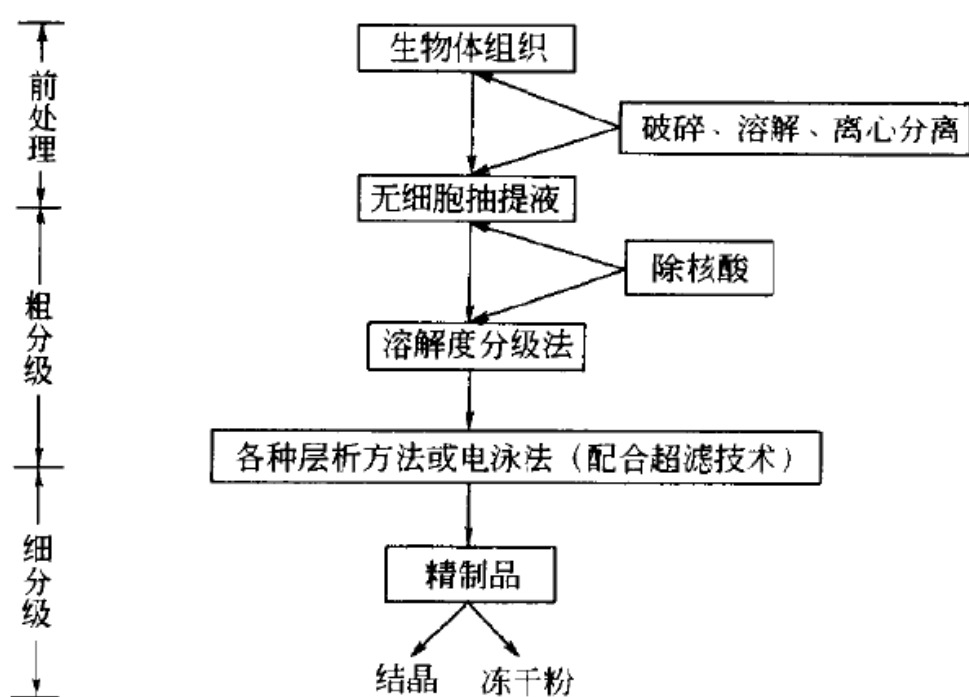 生物体组织
前处理
破碎、溶解、离心分离
无细胞抽提液
除核酸
粗分级
溶解度分级法
各种层析方法或电泳法（配合超滤技术）
细分级
精制品
结晶
冻干粉